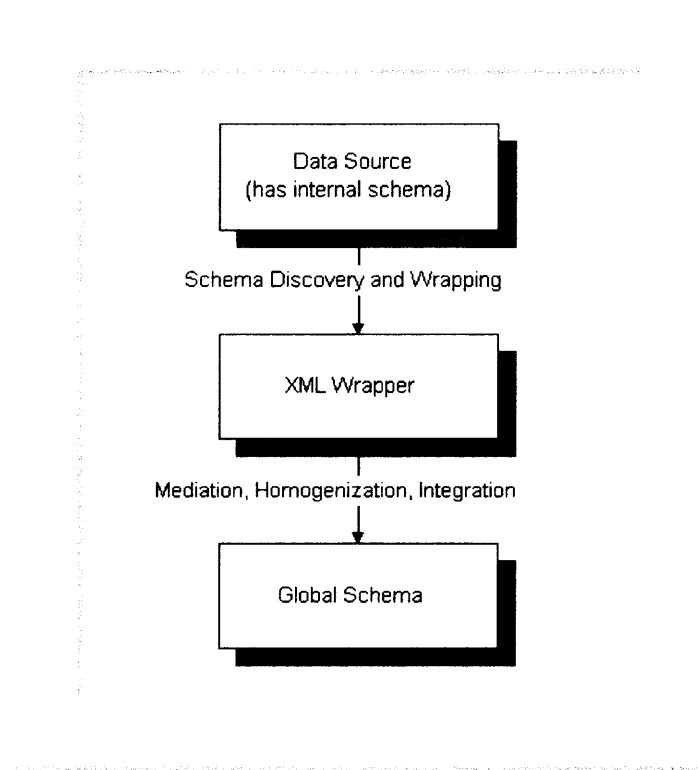 Data Source
(has internal schema)
Schema Discovery and Wrapping
XML Wrapper
Mediation, Homogenization, Integration
Global Schema